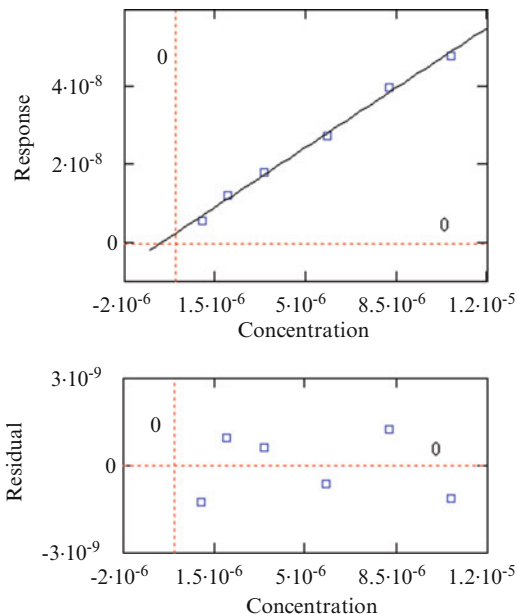 0
4·10⁻⁸
Response
2·10⁻⁸
0
0
-2·10⁻⁶ 1.5·10⁻⁶ 5·10⁻⁶ 8.5·10⁻⁶ 1.2·10⁻⁵
Concentration
3·10⁻⁹
0
Residual
0
0
-3·10⁻⁹
-2·10⁻⁶ 1.5·10⁻⁶ 5·10⁻⁶ 8.5·10⁻⁶ 1.2·10⁻⁵
Concentration